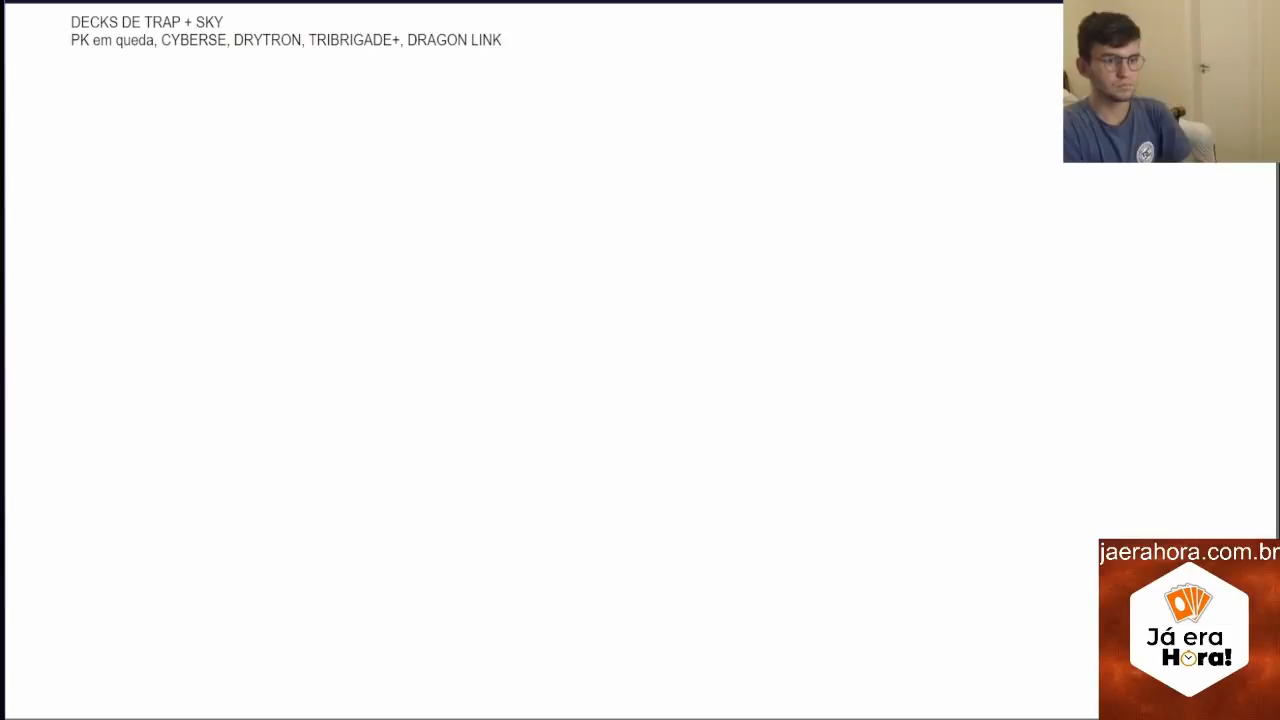 DECKS DE TRAP + SKY
PK em queda, CYBERSE, DRYTRON, TRIBRIGADE+, DRAGON LINK
jaerahora.com.br
Já era
Hora!